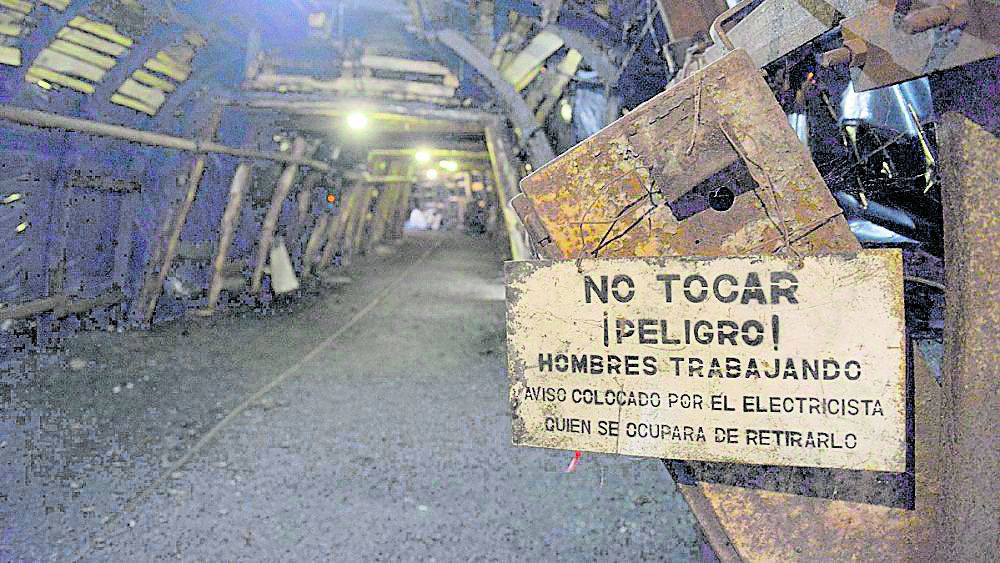 NO TOCAR
¡PELIGRO!
HOMBRES TRABAJANDO
AVISO COLOCADO POR EL ELECTRICISTA
QUIEN SE OCUPARA DE RETIRARLO